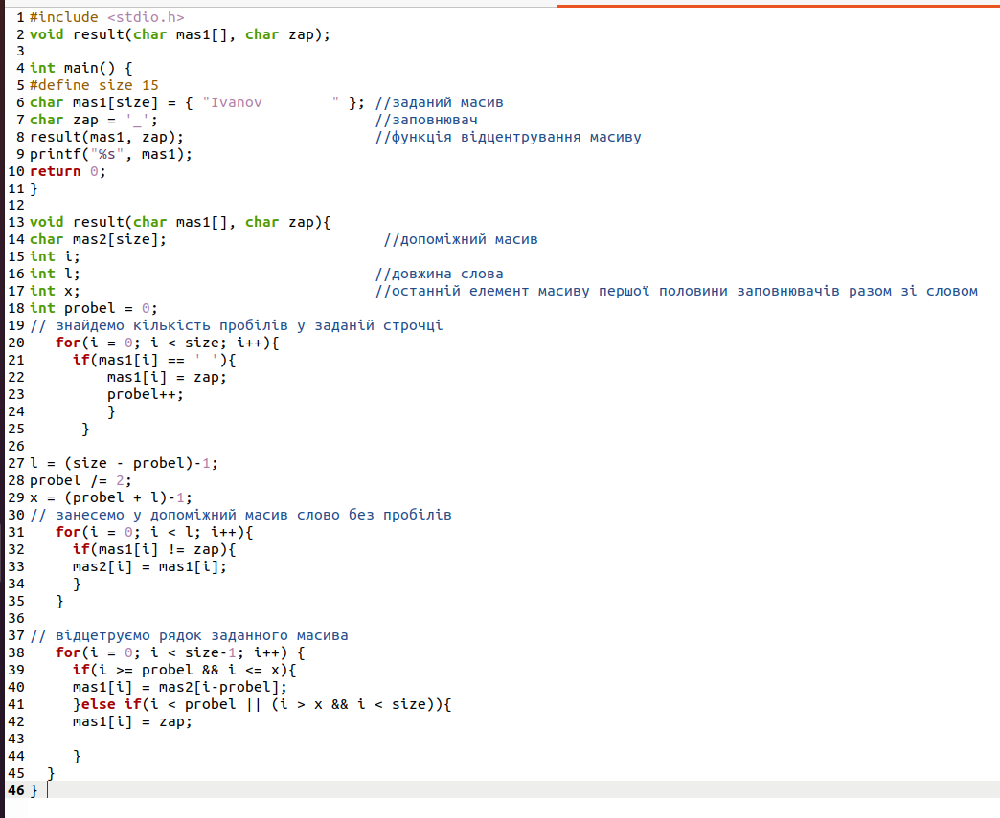 1 #include <stdio.h>
2 void result(char mas1[], char zap);
3
4 int main() {
5 #define size 15
6 char mas1[size] = { "Ivanov        " }; //заданий масив
7 char zap = '_';                         //заповнювач
8 result(mas1, zap);                      //функція відцентрування масиву
9 printf("%s", mas1);
10 return 0;
11 }
12
13 void result(char mas1[], char zap){
14 char mas2[size];                         //допоміжний масив
15 int i;
16 int l;                                  //довжина слова
17 int x;                                  //останній елемент масиву першої половини заповнювачів разом зі словом
18 int probel = 0;
19 // знайдемо кількість пробілів у заданій строчці
20    for(i = 0; i < size; i++){
21      if(mas1[i] == ' '){
22          mas1[i] = zap;
23          probel++;
24          }
25       }
26
27 l = (size - probel)-1;
28 probel /= 2;
29 x = (probel + l)-1;
30 // занесемо у допоміжний масив слово без пробілів
31    for(i = 0; i < l; i++){
32      if(mas1[i] != zap){
33      mas2[i] = mas1[i];
34      }
35    }
36
37 // відцетруємо рядок заданного масива
38    for(i = 0; i < size-1; i++) {
39      if(i >= probel && i <= x){
40      mas1[i] = mas2[i-probel];
41      }else if(i < probel || (i > x && i < size)){
42      mas1[i] = zap;
43
44      }
45   }
46 }